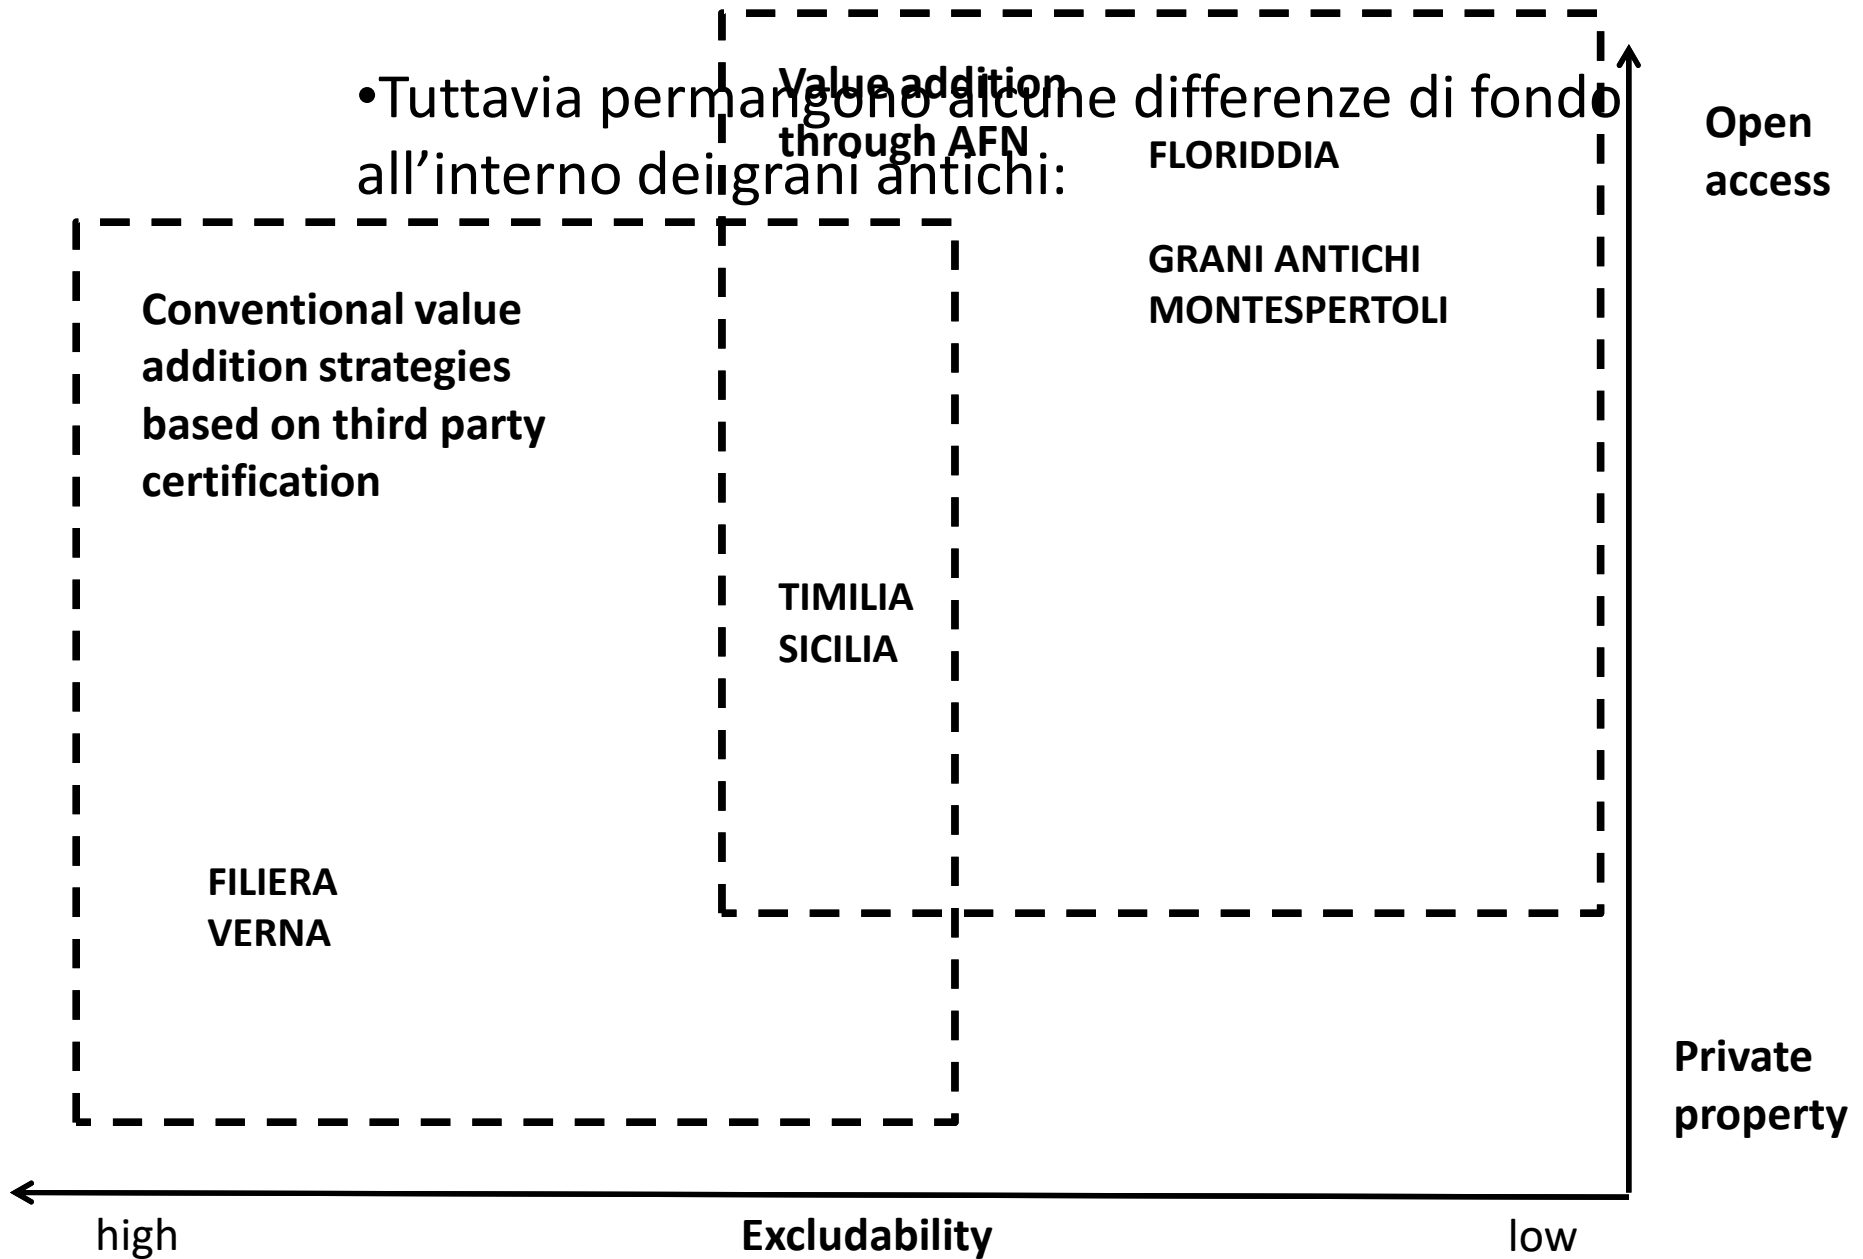 •Tuttavia permangono alcune differenze di fondo
all’interno dei grani antichi:
Value addition
through AFN
FLORIDDIA
GRANI ANTICHI
MONTESPERTOLI
Open
access
Conventional value
addition strategies
based on third party
certification
TIMILIA
SICILIA
FILIERA
VERNA
Private
property
high
Excludability
low